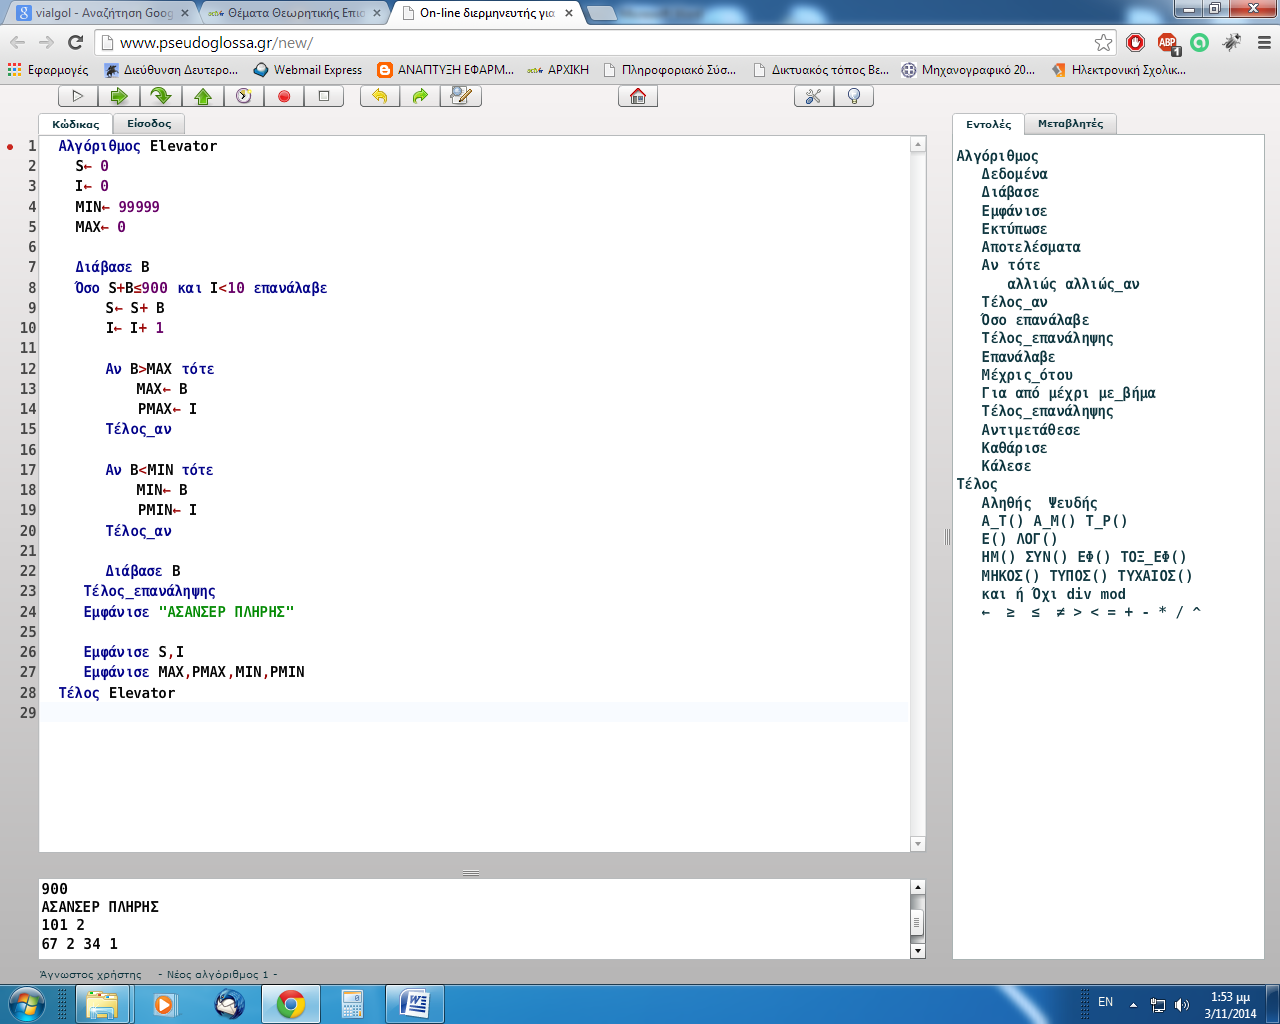 vialgol - Αναζήτηση Goog
Θέματα Θεωρητικής Επισ
On-line διερμηνευτής για
www.pseudoglossa.gr/new/
Εφαρμογές
Διεύθυνση Δευτερο...
Webmail Express
ΑΝΑΠΤΥΞΗ ΕΦΑΡΜ...
ΑΡΧΙΚΗ
Πληροφοριακό Σύσ...
Δικτυακός τόπος Βε...
Μηχανογραφικό 20...
Ηλεκτρονική Σχολικ...
Κώδικας Είσοδος
1 Αλγόριθμος Elevator
2 S← 0
3 I← 0
4 MIN← 99999
5 MAX← 0
6
7 Διάβασε B
8 Όσο S+B≤900 και I<10 επανάλαβε
9 S← S+ B
10 I← I+ 1
11
12 Αν B>MAX τότε
13 MAX← B
14 PMAX← I
15 Τέλος_αν
16
17 Αν B<MIN τότε
18 MIN← B
19 PMIN← I
20 Τέλος_αν
21
22 Διάβασε B
23 Τέλος_επανάληψης
24 Εμφάνισε "ΑΣΑΝΣΕΡ ΠΛΗΡΗΣ"
25
26 Εμφάνισε S,I
27 Εμφάνισε MAX,PMAX,MIN,PMIN
28 Τέλος Elevator
29
900
ΑΣΑΝΣΕΡ ΠΛΗΡΗΣ
101 2
67 2 34 1
Άγνωστος χρήστης - Νέος αλγόριθμος 1 -
Εντολές Μεταβλητές
Αλγόριθμος
Δεδομένα
Διάβασε
Εμφάνισε
Εκτύπωσε
Αποτελέσματα
Αν τότε
αλλιώς αλλιώς_αν
Τέλος_αν
Όσο επανάλαβε
Τέλος_επανάληψης
Επανάλαβε
Μέχρις_ότου
Για από μέχρι με_βήμα
Τέλος_επανάληψης
Αντιμετάθεσε
Καθάρισε
Κάλεσε
Τέλος
Αληθής Ψευδής
Α_Τ() Α_Μ() Τ_Ρ()
Ε() ΛΟΓ()
ΗΜ() ΣΥΝ() ΕΦ() ΤΟΞ_ΕΦ()
ΜΗΚΟΣ() ΤΥΠΟΣ() ΤΥΧΑΙΟΣ()
και ή Όχι div mod
← ≥ ≤ ≠ > < = + - * / ^
EN
1:53 μμ
3/11/2014